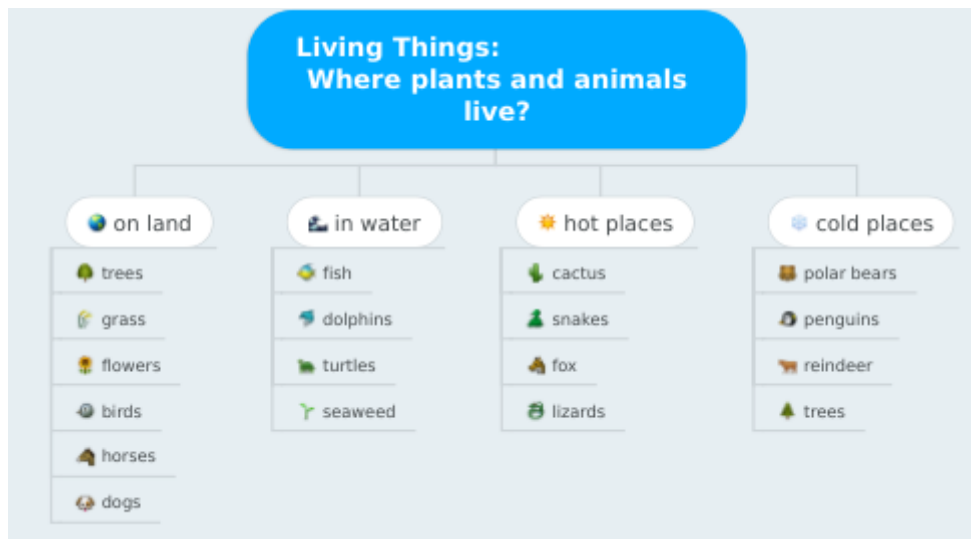 Living Things:
Where plants and animals
live?
on land
trees
grass
flowers
birds
horses
dogs
in water
fish
dolphins
turtles
seaweed
hot places
cactus
snakes
fox
lizards
cold places
polar bears
penguins
reindeer
trees